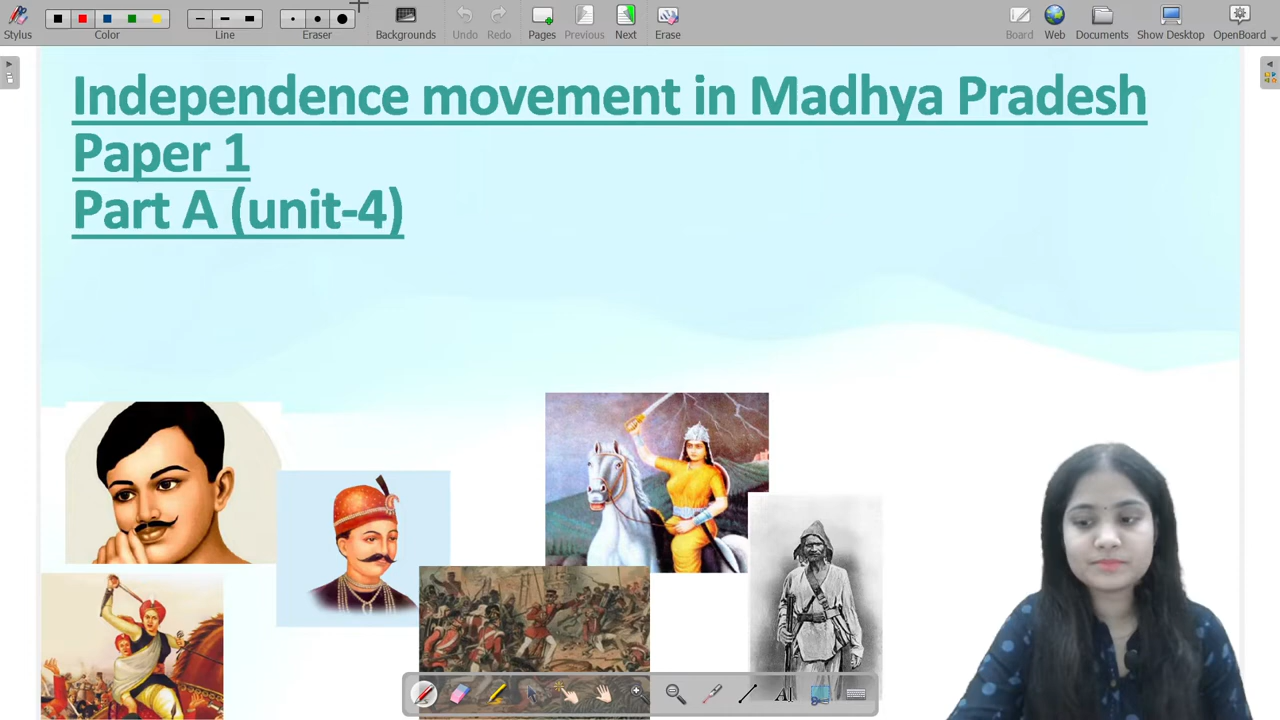 Stylus
Color
Line
Eraser
Backgrounds
Undo
Redo
Pages
Previous
Next
Erase
Board
Web
Documents
Show Desktop
OpenBoard
Independence movement in Madhya Pradesh
Paper 1
Part A (unit-4)